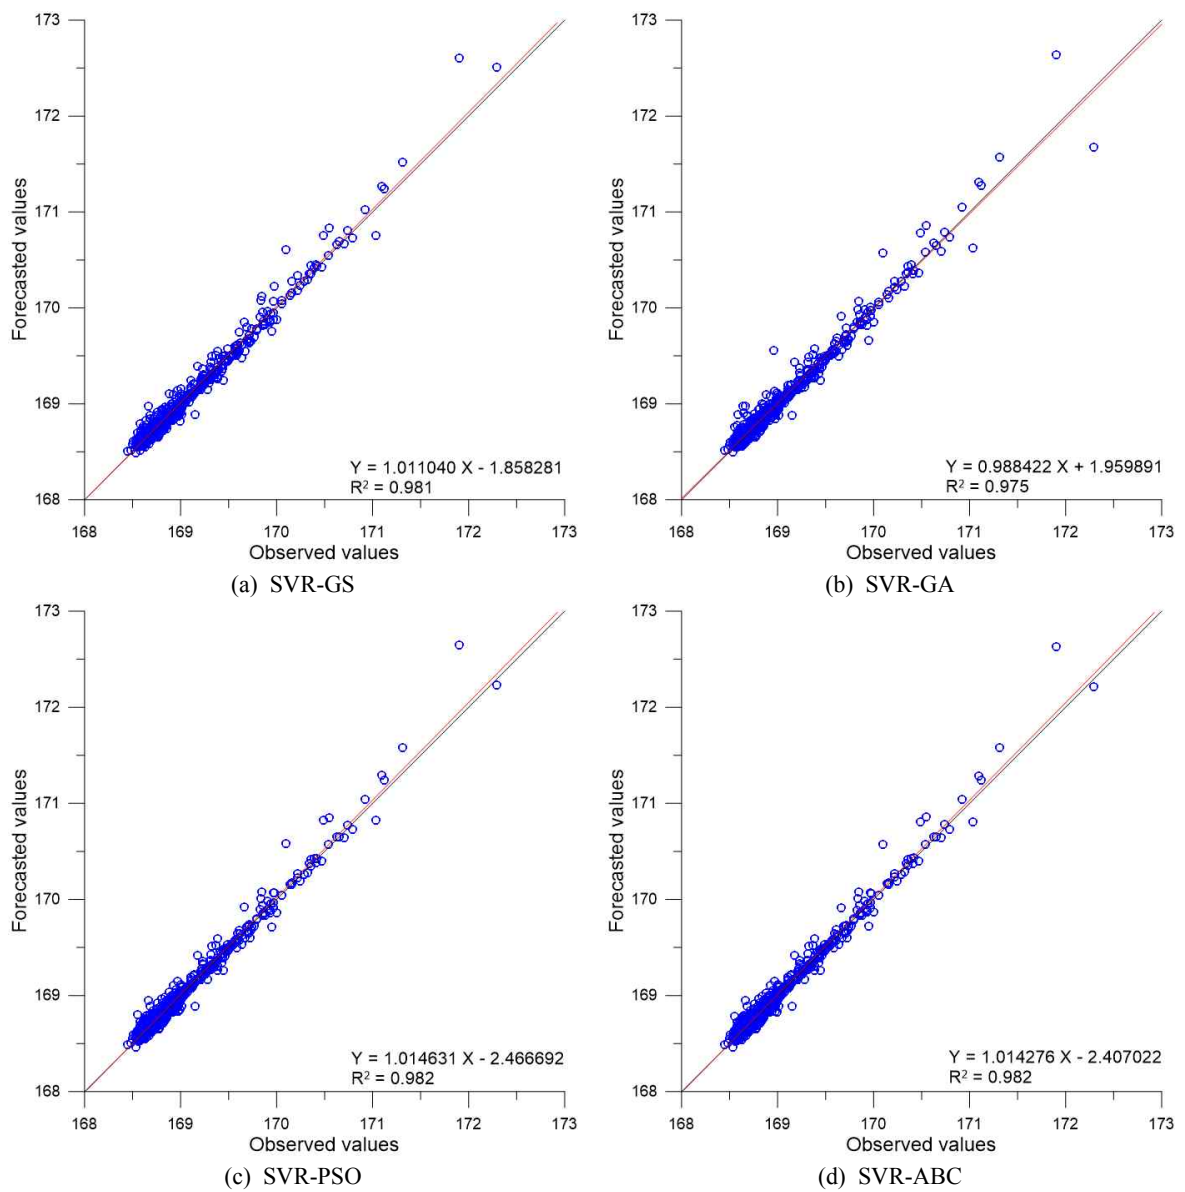 173
172
171
170
169
168
Forecasted values
Y = 1.011040 X - 1.858281
R² = 0.981
168 169 170 171 172 173
Observed values
(a) SVR-GS
173
172
171
170
169
168
Forecasted values
Y = 0.988422 X + 1.959891
R² = 0.975
168 169 170 171 172 173
Observed values
(b) SVR-GA
173
172
171
170
169
168
Forecasted values
Y = 1.014631 X - 2.466692
R² = 0.982
168 169 170 171 172 173
Observed values
(c) SVR-PSO
173
172
171
170
169
168
Forecasted values
Y = 1.014276 X - 2.407022
R² = 0.982
168 169 170 171 172 173
Observed values
(d) SVR-ABC